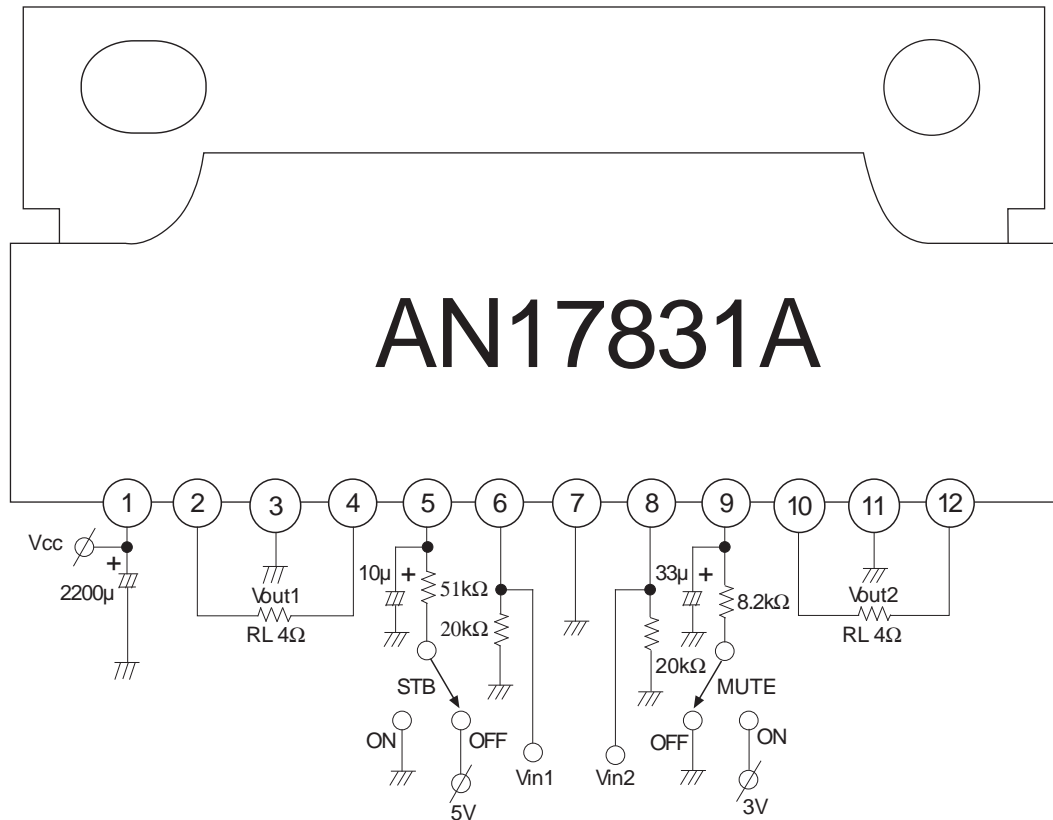 AN17831A
1 2 3 4 5 6 7 8 9 10 11 12
Vcc
+
2200μ
Vout1
RL 4Ω
10μ
+
51kΩ
20kΩ
STB
ON
OFF
5V
Vin1
Vin2
20kΩ
33μ
+
8.2kΩ
MUTE
OFF
ON
3V
Vout2
RL 4Ω